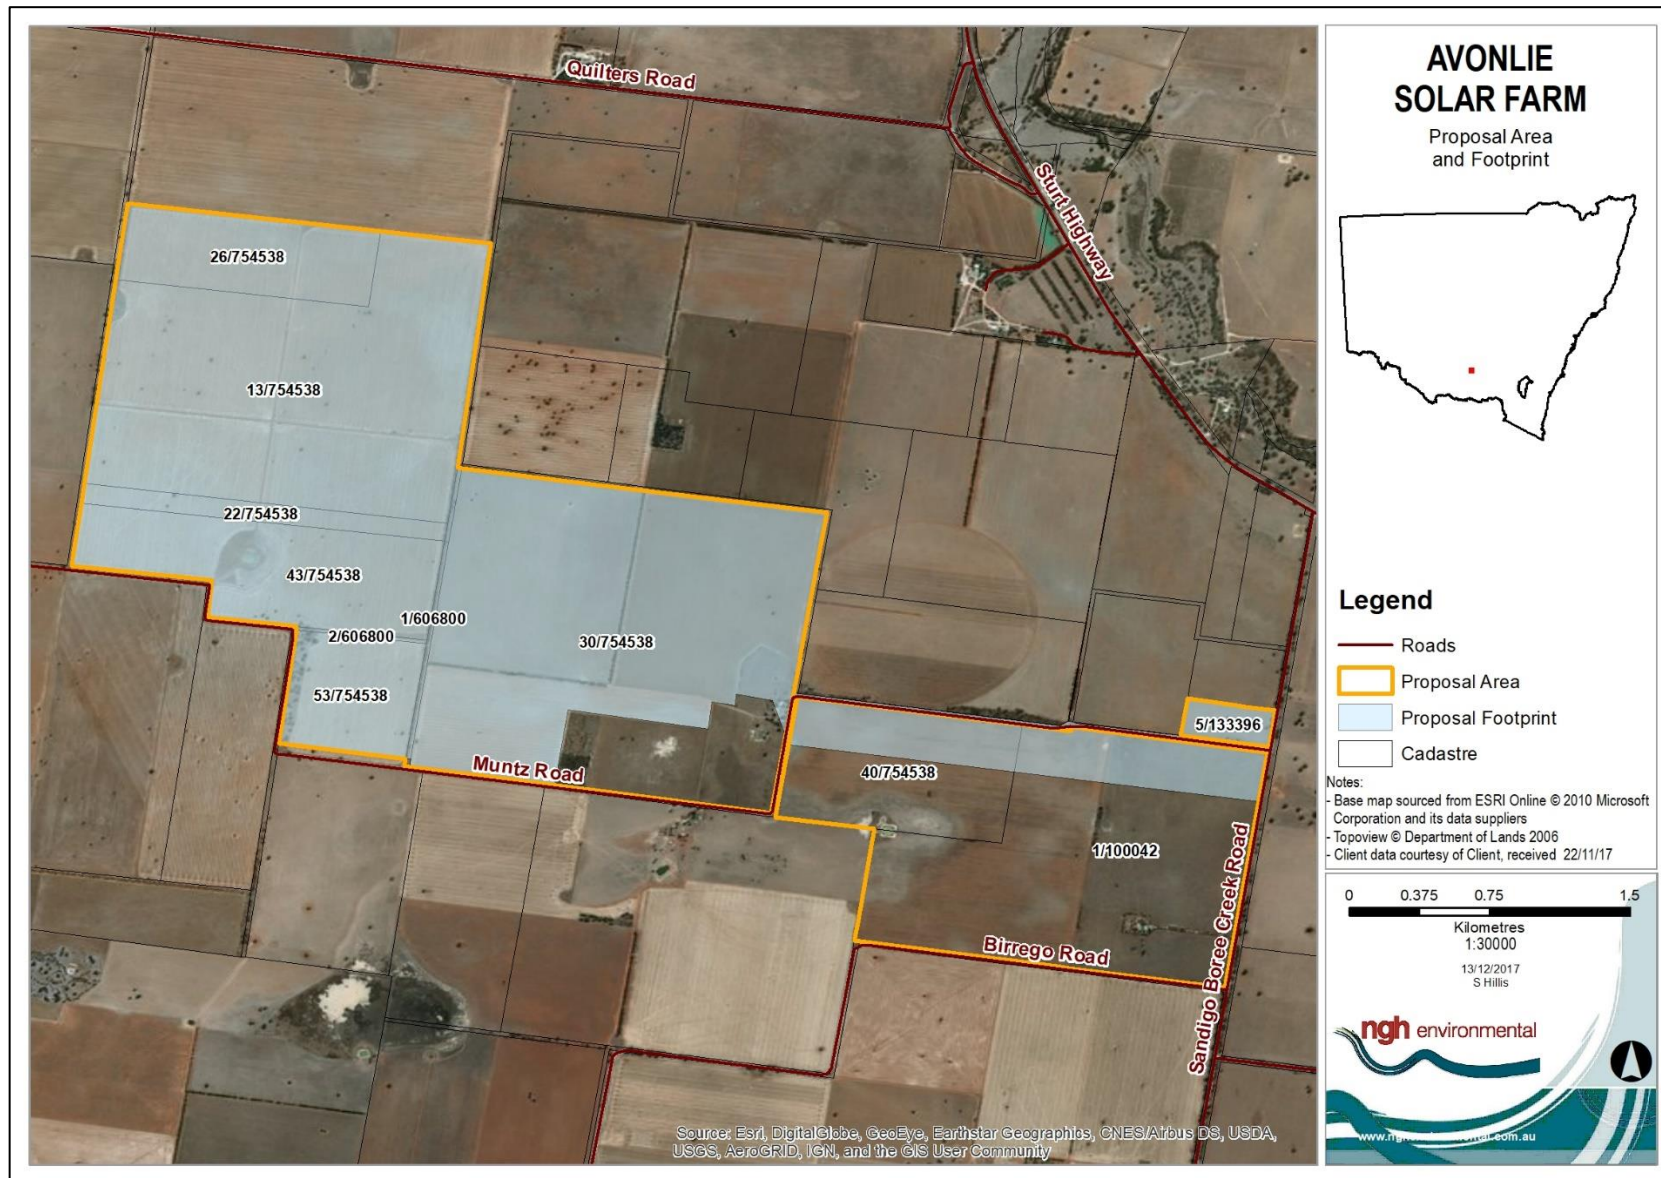 Quilters Road
Sturt Highway
26/754538
13/754538
22/754538
43/754538
1/606800
2/606800
30/754538
53/754538
5/133396
40/754538
Muntz Road
1/100042
Birrego Road
Sandigo Boree Creek Road
Source: Esri, DigitalGlobe, GeoEye, Earthstar Geographics, CNES/Airbus DS, USDA,
USGS, AeroGRID, IGN, and the GIS User Community
AVONLIE
SOLAR FARM
Proposal Area
and Footprint
Legend
Roads
Proposal Area
Proposal Footprint
Cadastre
Notes:
- Base map sourced from ESRI Online © 2010 Microsoft
Corporation and its data suppliers
- Topoview © Department of Lands 2006
- Client data courtesy of Client, received 22/11/17
0 0.375 0.75 1.5
Kilometres
1:30000
13/12/2017
S Hillis
ngh environmental